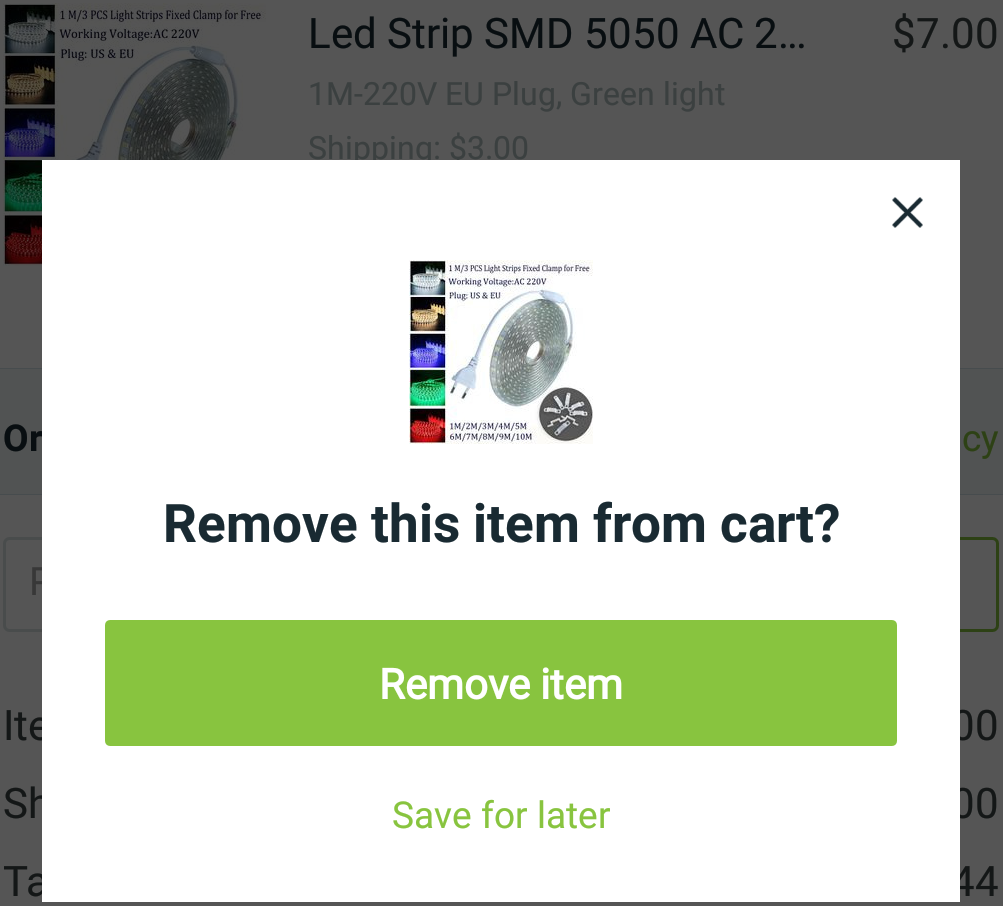 1 M/3 PCS Light Strips Fixed Clamp for Free
Working Voltage:AC 220V
Plug: US & EU
Led Strip SMD 5050 AC 2...
$7.00
1M-220V EU Plug, Green light
Shipping: $3.00
1 M/3 PCS Light Strips Fixed Clamp for Free
Working Voltage:AC 220V
Plug: US & EU
1M/2M/3M/4M/5M
6M/7M/8M/9M/10M
Or
cy
Remove this item from cart?
Remove item
Ite
00
Save for later
Sh
00
Ta
44